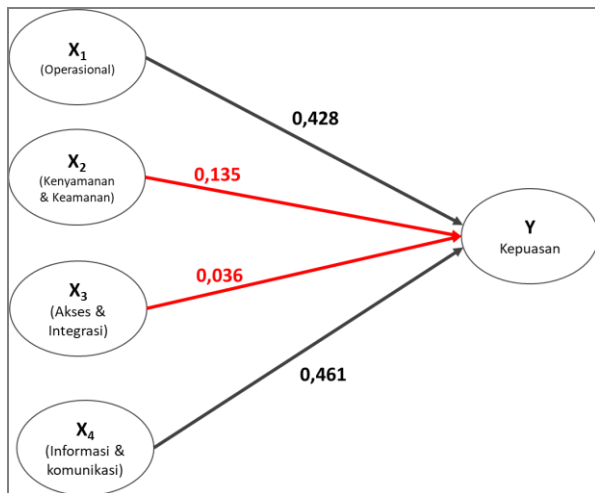 X1
(Operasional)
0,428
X2
(Kenyamanan
& Keamanan)
0,135
Y
Kepuasan
X3
(Akses &
Integrasi)
0,036
0,461
X4
(Informasi &
komunikasi)